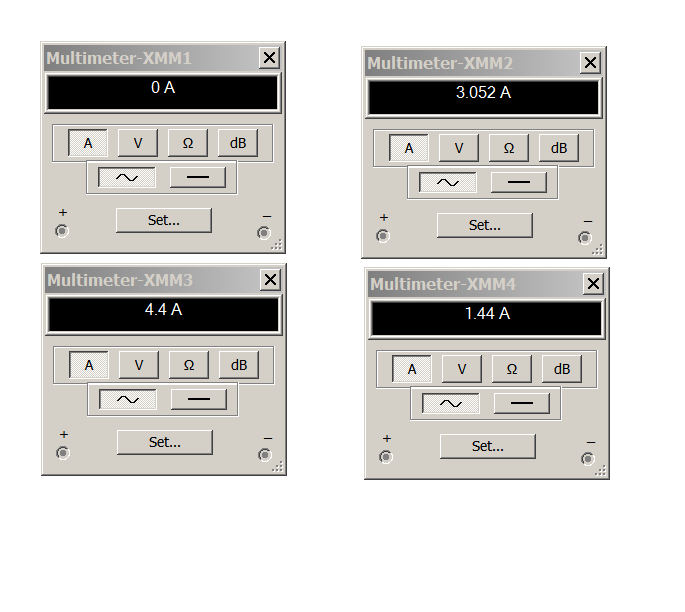 Multimeter-XMM1
0 A
A V Ω dB
+ Set... −
Multimeter-XMM2
3.052 A
A V Ω dB
+ Set... −
Multimeter-XMM3
4.4 A
A V Ω dB
+ Set... −
Multimeter-XMM4
1.44 A
A V Ω dB
+ Set... −